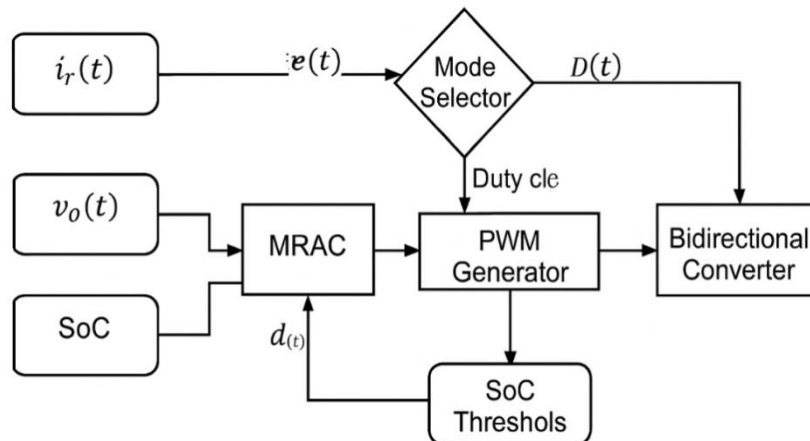 i_r(t)
e(t)
Mode
Selector
D(t)
v_o(t)
Duty cle
MRAC
PWM
Generator
Bidirectional
Converter
SoC
d(t)
SoC
Threshols